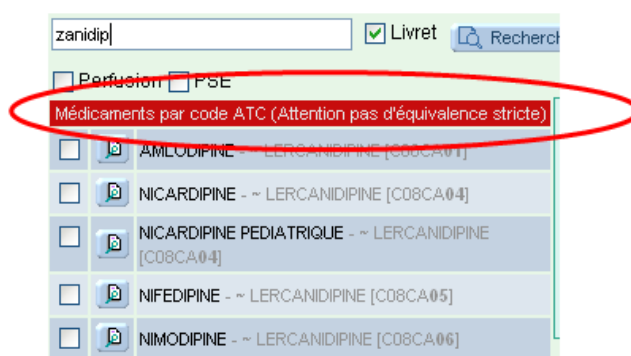 zanidip
Livret
Recherch
Perfusion PSE
Médicaments par code ATC (Attention pas d'équivalence stricte)
AMLODIPINE - ~ LERCANIDIPINE [C08CA01]
NICARDIPINE - ~ LERCANIDIPINE [C08CA04]
NICARDIPINE PEDIATRIQUE - ~ LERCANIDIPINE
[C08CA04]
NIFEDIPINE - ~ LERCANIDIPINE [C08CA05]
NIMODIPINE - ~ LERCANIDIPINE [C08CA06]